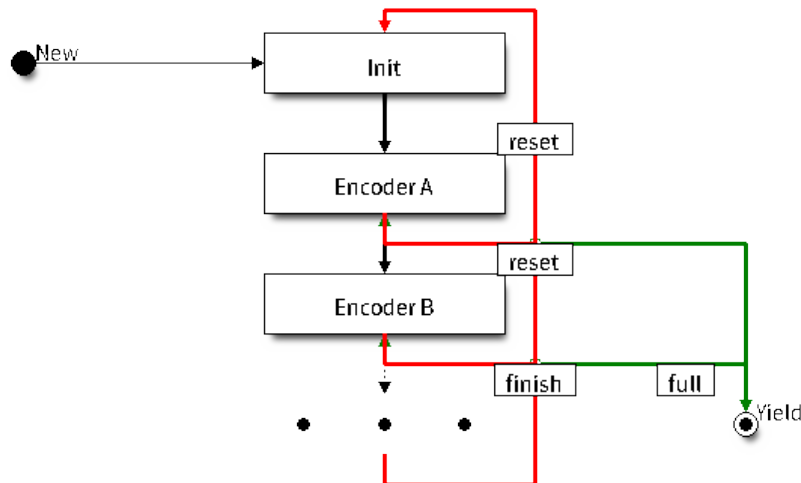 New
Init
reset
Encoder A
reset
Encoder B
finish
full
Yield